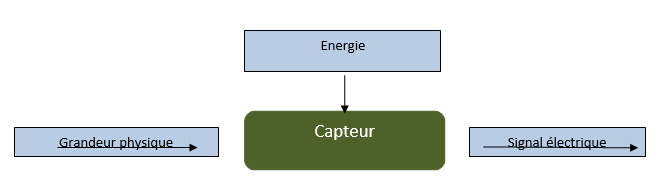 Energie
Grandeur physique
Capteur
Signal électrique